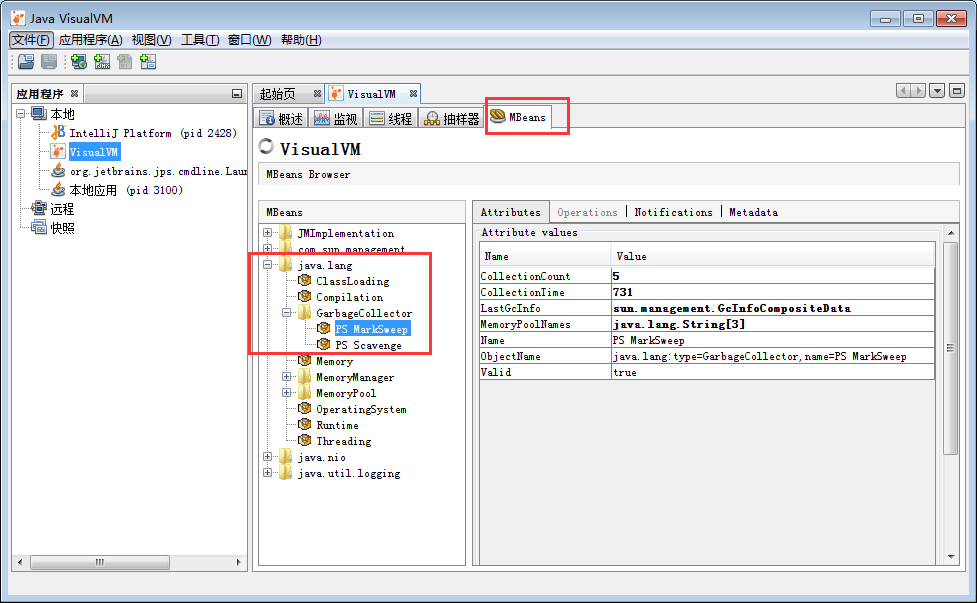 Java VisualVM
文件(F) 应用程序(A) 视图(V) 工具(T) 窗口(W) 帮助(H)
应用程序
本地
IntelliJ Platform (pid 2428)
VisualVM
org.jetbrains.jps.cmdline.Laun
本地应用 (pid 3100)
远程
快照
起始页 VisualVM
概述 监视 线程 抽样器 MBeans
VisualVM
MBeans Browser
MBeans
JMImplementation
com.sun.management
java.lang
ClassLoading
Compilation
GarbageCollector
PS MarkSweep
PS Scavenge
Memory
MemoryManager
MemoryPool
OperatingSystem
Runtime
Threading
java.nio
java.util.logging
Attributes Operations Notifications Metadata
Attribute values
Name Value
CollectionCount 5
CollectionTime 731
LastGcInfo sun.management.GcInfoCompositeData
MemoryPoolNames java.lang.String[3]
Name PS MarkSweep
ObjectName java.lang:type=GarbageCollector,name=PS MarkSweep
Valid true